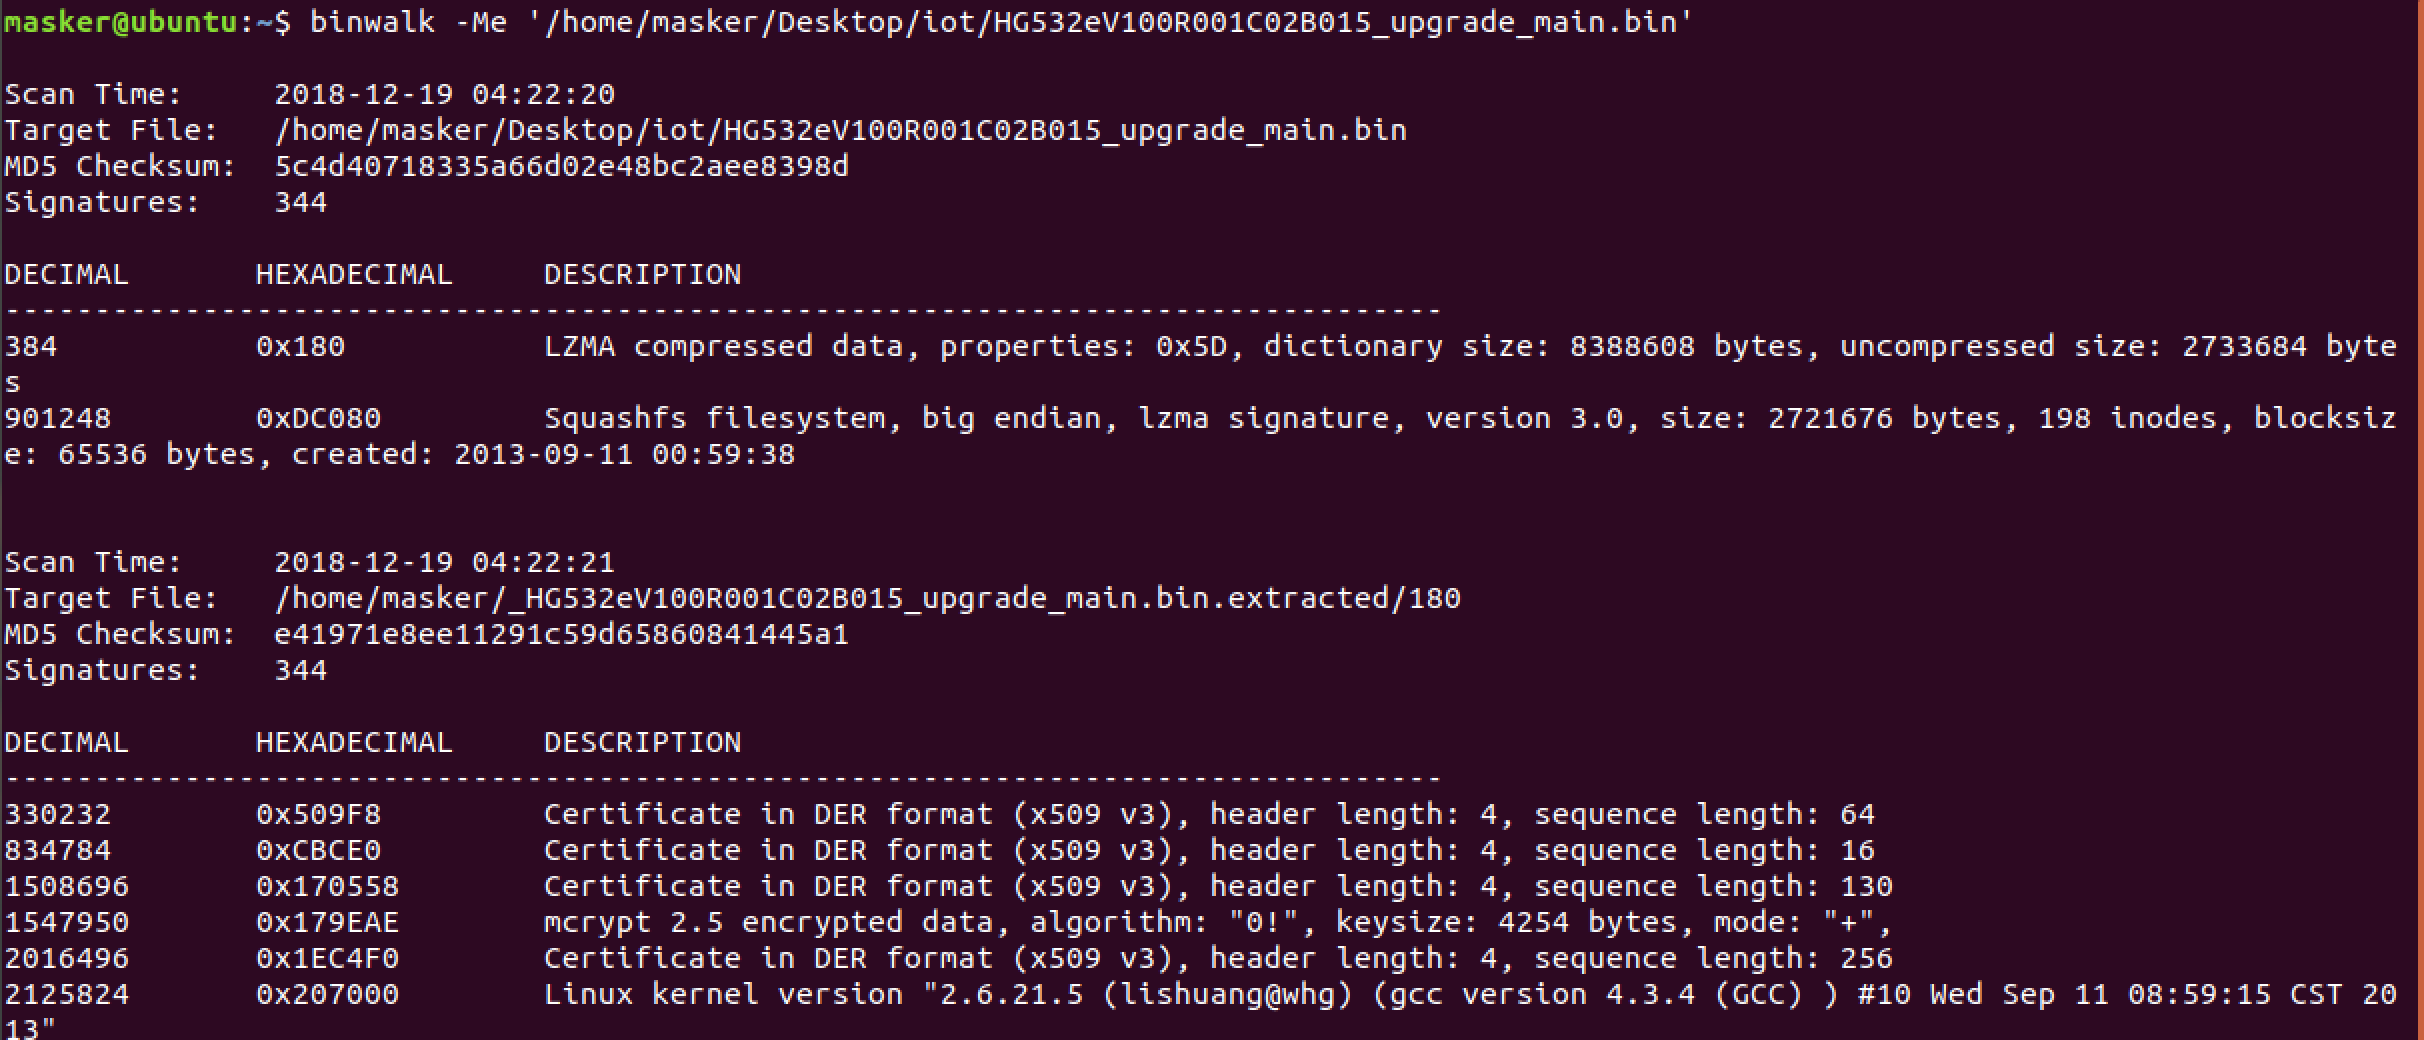 masker@ubuntu:~$ binwalk -Me '/home/masker/Desktop/iot/HG532eV100R001C02B015_upgrade_main.bin'
Scan Time:     2018-12-19 04:22:20
Target File:   /home/masker/Desktop/iot/HG532eV100R001C02B015_upgrade_main.bin
MD5 Checksum:  5c4d40718335a66d02e48bc2aee8398d
Signatures:    344
DECIMAL       HEXADECIMAL     DESCRIPTION
--------------------------------------------------------------------------------
384           0x180           LZMA compressed data, properties: 0x5D, dictionary size: 8388608 bytes, uncompressed size: 2733684 byte
s
901248        0xDC080         Squashfs filesystem, big endian, lzma signature, version 3.0, size: 2721676 bytes, 198 inodes, blocksiz
e: 65536 bytes, created: 2013-09-11 00:59:38
Scan Time:     2018-12-19 04:22:21
Target File:   /home/masker/_HG532eV100R001C02B015_upgrade_main.bin.extracted/180
MD5 Checksum:  e41971e8ee11291c59d65860841445a1
Signatures:    344
DECIMAL       HEXADECIMAL     DESCRIPTION
--------------------------------------------------------------------------------
330232        0x509F8         Certificate in DER format (x509 v3), header length: 4, sequence length: 64
834784        0xCBCE0         Certificate in DER format (x509 v3), header length: 4, sequence length: 16
1508696       0x170558        Certificate in DER format (x509 v3), header length: 4, sequence length: 130
1547950       0x179EAE        mcrypt 2.5 encrypted data, algorithm: "0!", keysize: 4254 bytes, mode: "+",
2016496       0x1EC4F0        Certificate in DER format (x509 v3), header length: 4, sequence length: 256
2125824       0x207000        Linux kernel version "2.6.21.5 (lishuang@whg) (gcc version 4.3.4 (GCC) ) #10 Wed Sep 11 08:59:15 CST 20
13"